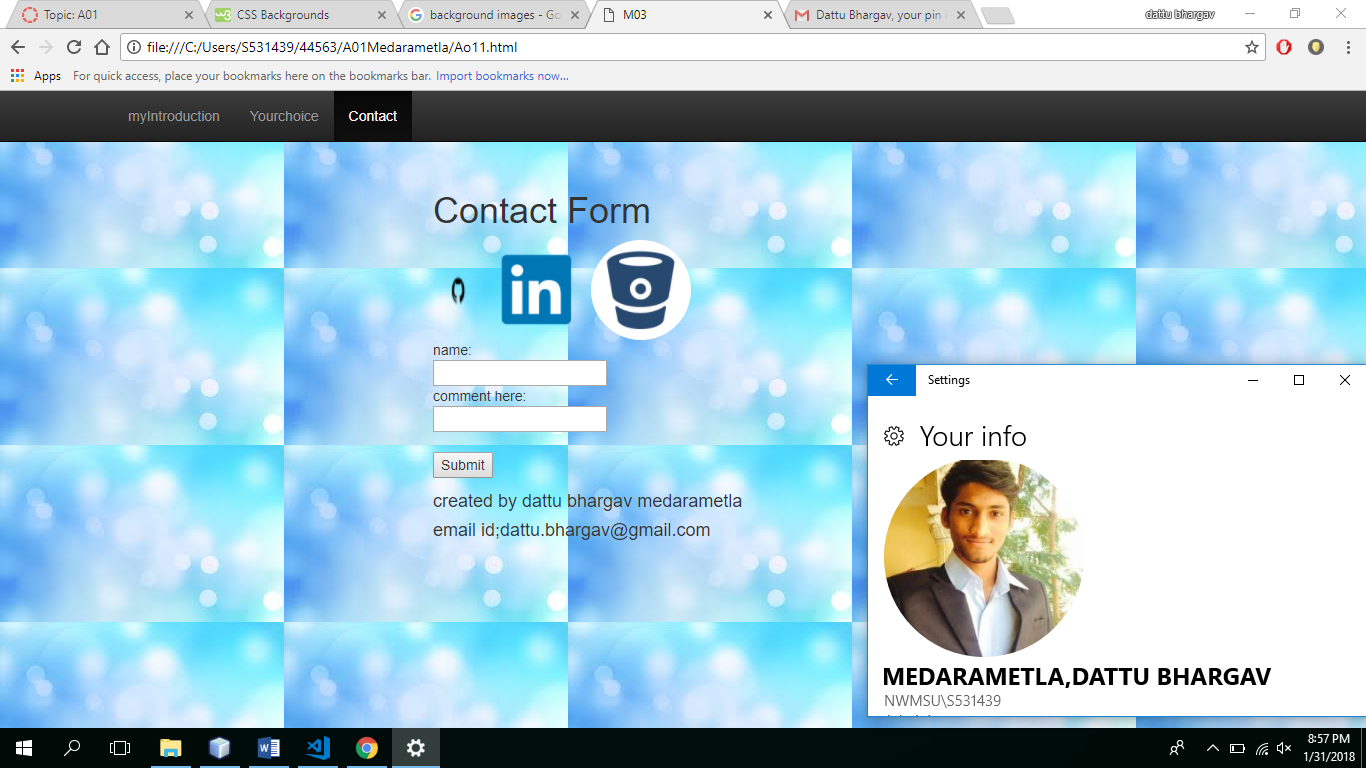 Topic: A01
CSS Backgrounds
background images - Go
M03
Dattu Bhargav, your pin
dattu bhargav
file:///C:/Users/S531439/44563/A01Medarametla/Ao11.html
Apps For quick access, place your bookmarks here on the bookmarks bar. Import bookmarks now...
myIntroduction Yourchoice Contact
Contact Form
in
name:
comment here:
Submit
created by dattu bhargav medarametla
email id;dattu.bhargav@gmail.com
Settings
Your info
MEDARAMETLA,DATTU BHARGAV
NWMSU\S531439
8:57 PM
1/31/2018